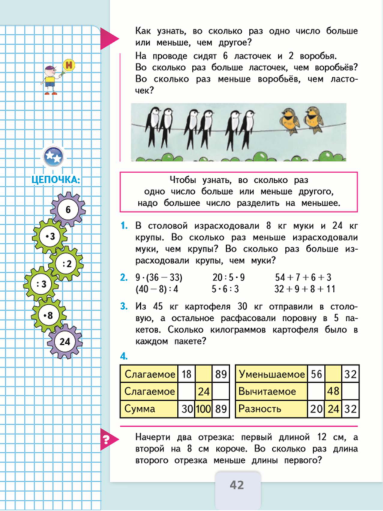 Как узнать, во сколько раз одно число больше
или меньше, чем другое?
На проводе сидят 6 ласточек и 2 воробья.
Во сколько раз больше ласточек, чем воробьёв?
Во сколько раз меньше воробьёв, чем ласто-
чек?
Н
ЦЕПОЧКА:
6
•3
:2
:3
•8
24
Чтобы узнать, во сколько раз
одно число больше или меньше другого,
надо большее число разделить на меньшее.
1. В столовой израсходовали 8 кг муки и 24 кг
крупы. Во сколько раз меньше израсходовали
муки, чем крупы? Во сколько раз больше из-
расходовали крупы, чем муки?
2. 9 · (36 − 33) 20 : 5 · 9 54 + 7 + 6 + 3
(40 − 8) : 4 5 · 6 : 3 32 + 9 + 8 + 11
3. Из 45 кг картофеля 30 кг отправили в столо-
вую, а остальное расфасовали поровну в 5 па-
кетов. Сколько килограммов картофеля было в
каждом пакете?
4.
Слагаемое 18 89 Уменьшаемое 56 32
Слагаемое 24 Вычитаемое 48
Сумма 30 100 89 Разность 20 24 32
? Начерти два отрезка: первый длиной 12 см, а
второй на 8 см короче. Во сколько раз длина
второго отрезка меньше длины первого?
42